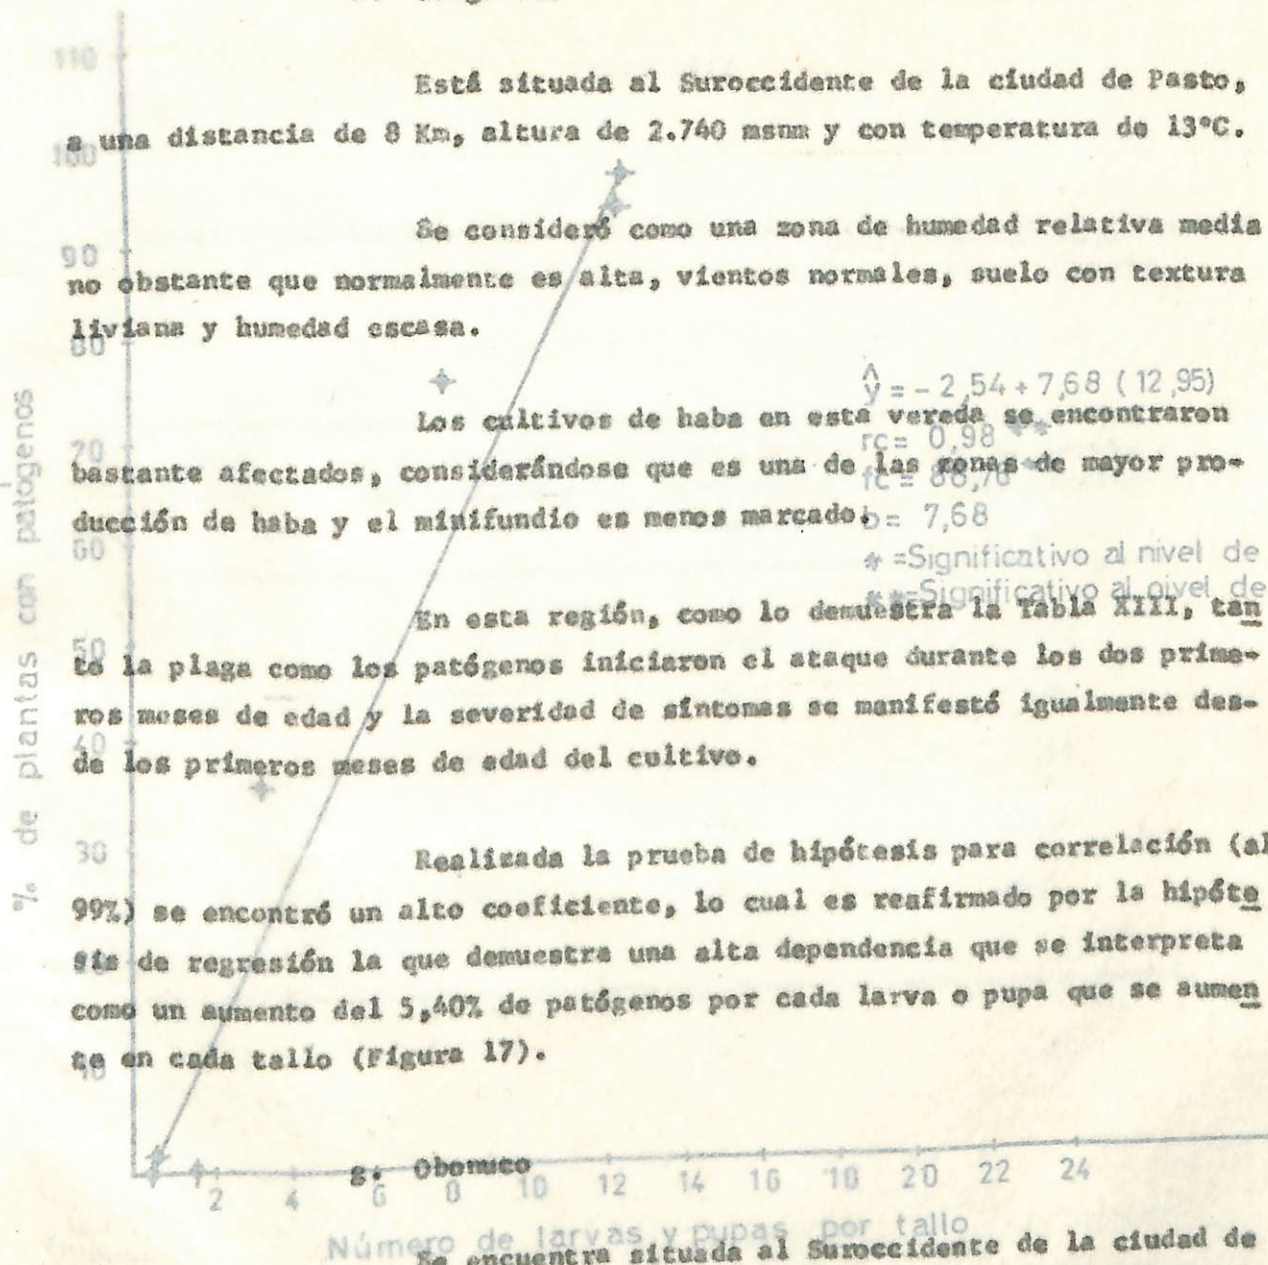 Está situada al Suroccidente de la ciudad de Pasto,
a una distancia de 8 Km, altura de 2.740 msnm y con temperatura de 13°C.
Se consideró como una zona de humedad relativa media
no obstante que normalmente es alta, vientos normales, suelo con textura
liviana y humedad escasa.
Los cultivos de haba en esta vereda se encontraron
bastante afectados, considerándose que es una de las zonas de mayor pro-
ducción de haba y el minifundio es menos marcado.
En esta región, como lo demuestra la Tabla XIII, tan
to la plaga como los patógenos iniciaron el ataque durante los dos prime-
ros meses de edad y la severidad de síntomas se manifestó igualmente des-
de los primeros meses de edad del cultivo.
Realizada la prueba de hipótesis para correlación (al
99%) se encontró un alto coeficiente, lo cual es reafirmado por la hipóte
sis de regresión la que demuestra una alta dependencia que se interpreta
como un aumento del 5,40% de patógenos por cada larva o pupa que se aumen
te en cada tallo (Figura 17).
g. Obonuco
Se encuentra situada al Suroccidente de la ciudad de
% de plantas con patógenos
110
100
90
80
70
60
50
40
30
10
ŷ = - 2,54 + 7,68 ( 12,95)
rc = 0,98 **
b = 7,68
* =Significativo al nivel de
**=Significativo al nivel de
2 4 6 8 10 12 14 16 18 20 22 24
Número de larvas y pupas por tallo